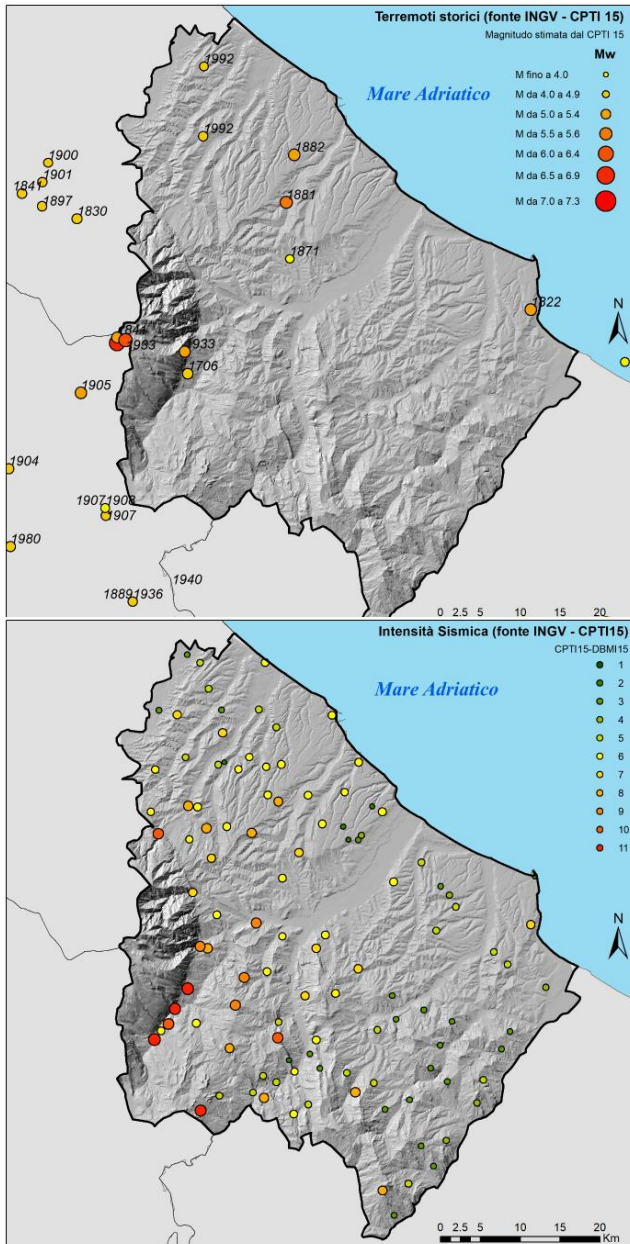 Terremoti storici (fonte INGV - CPTI 15)
Magnitudo stimata dal CPTI 15
Mw
M fino a 4.0
M da 4.0 a 4.9
M da 5.0 a 5.4
M da 5.5 a 5.6
M da 6.0 a 6.4
M da 6.5 a 6.9
M da 7.0 a 7.3
Mare Adriatico
1992
1992
1882
1900
1901
1841
1897
1830
1881
1871
1822
N
1933
1706
1905
1904
1907
1908
1907
1980
1940
1889
1936
0 2.5 5 10 15 20
Intensità Sismica (fonte INGV - CPTI15)
CPTI15-DBMI15
1
2
3
4
5
6
7
8
9
10
11
Mare Adriatico
N
0 2.5 5 10 15 20
Km